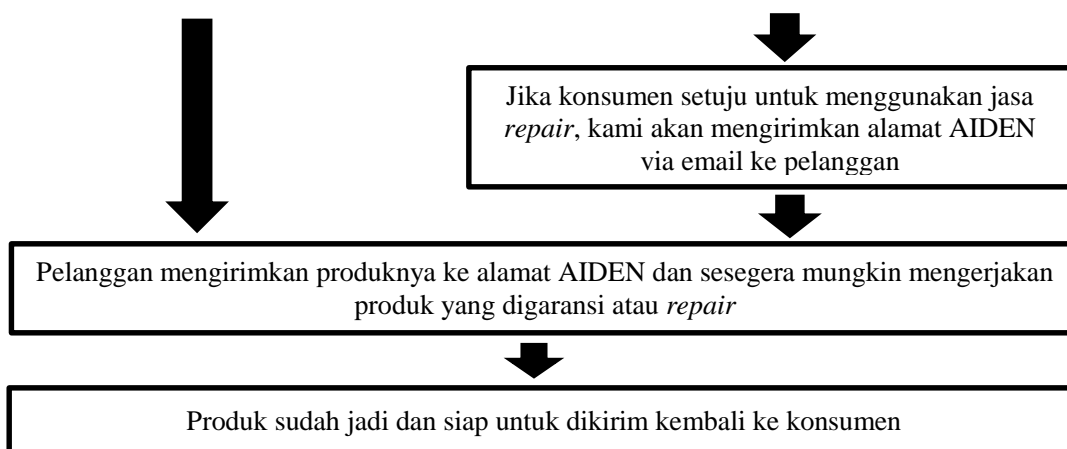 Jika konsumen setuju untuk menggunakan jasa
repair, kami akan mengirimkan alamat AIDEN
via email ke pelanggan
Pelanggan mengirimkan produknya ke alamat AIDEN dan sesegera mungkin mengerjakan
produk yang digaransi atau repair
Produk sudah jadi dan siap untuk dikirim kembali ke konsumen